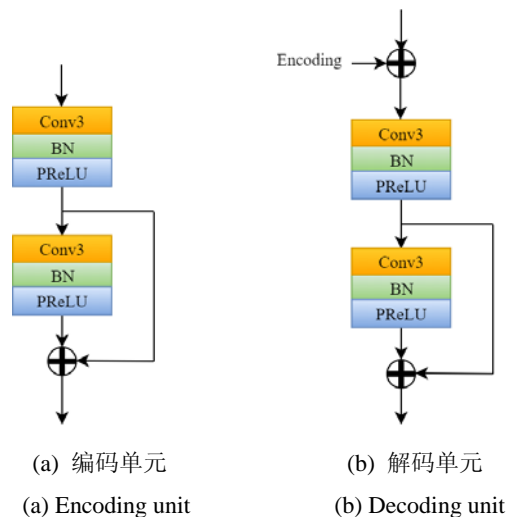 Conv3
BN
PReLU
Conv3
BN
PReLU
(a) 编码单元
(a) Encoding unit
Encoding
Conv3
BN
PReLU
Conv3
BN
PReLU
(b) 解码单元
(b) Decoding unit